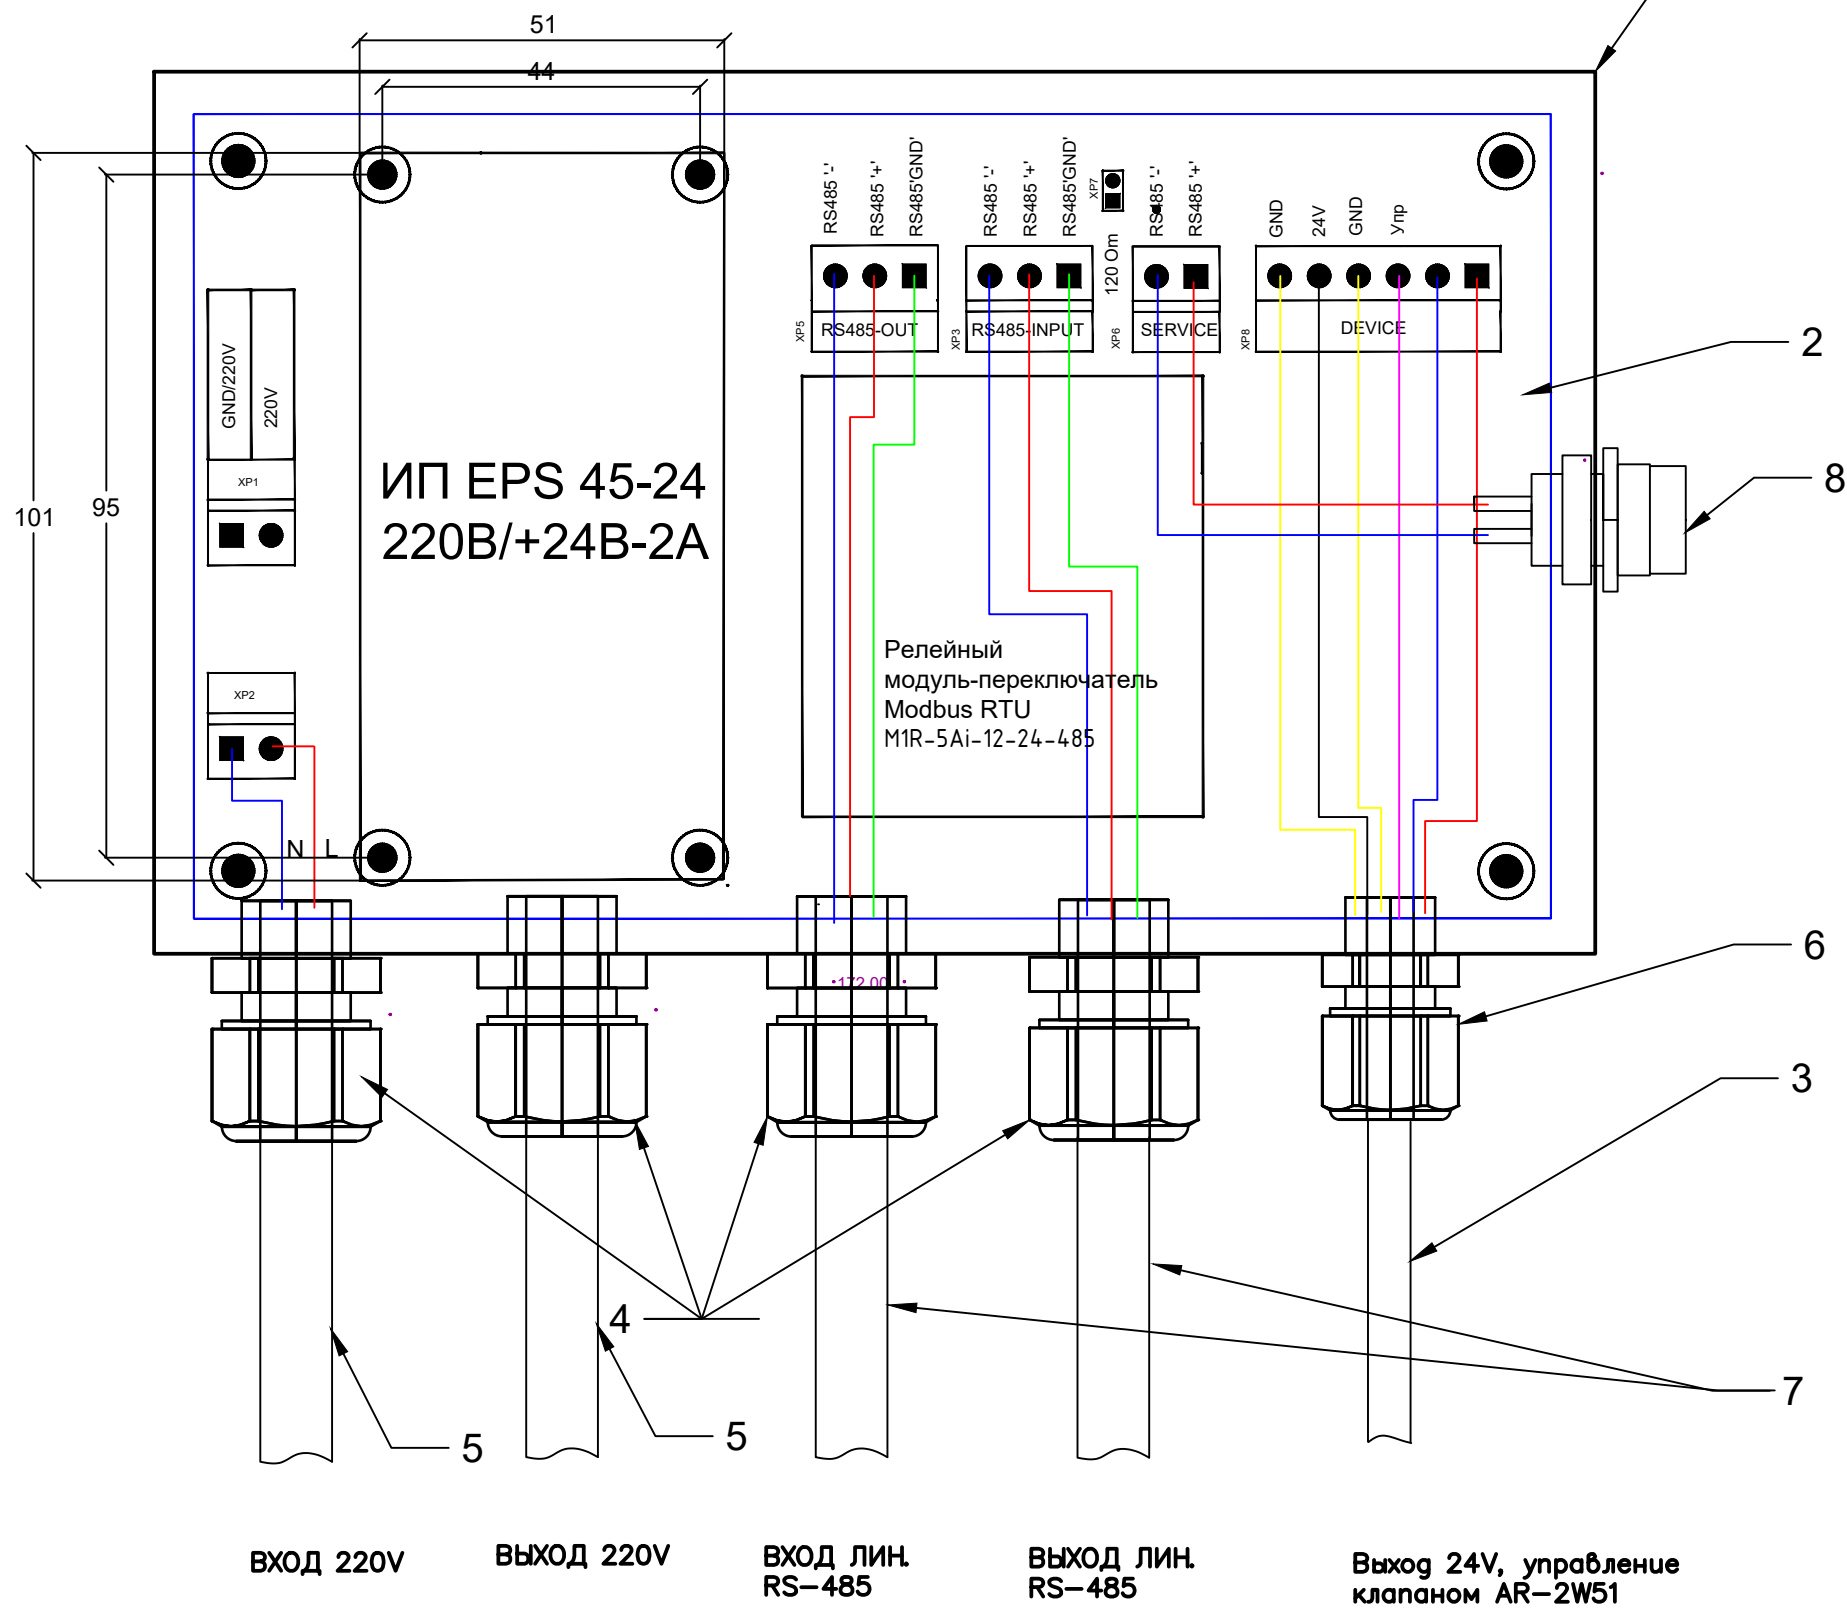 51
44
101
95
GND/220V
220V
XP1
XP2
N L
ИП EPS 45-24
220В/+24В-2А
RS485 '-'
RS485 '+'
RS485'GND'
XP5
RS485-OUT
RS485 '-'
RS485 '+'
RS485'GND'
XP3
RS485-INPUT
XP7
120 Om
RS485 '-'
RS485 '+'
XP6
SERVICE
GND
24V
GND
Упр
XP8
DEVICE
Релейный
модуль-переключатель
Modbus RTU
M1R-5Ai-12-24-485
2
8
6
3
172.00
4
7
5
5
ВХОД 220V
ВЫХОД 220V
ВХОД ЛИН.
RS-485
ВЫХОД ЛИН.
RS-485
Выход 24V, управление
клапаном AR-2W51